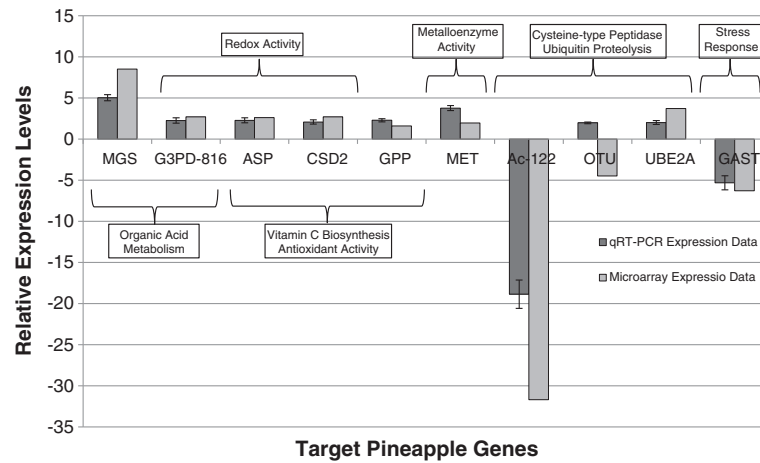 15
10
5
0
-5
-10
-15
-20
-25
-30
-35
Relative Expression Levels
Redox Activity
Metalloenzyme
Activity
Cysteine-type Peptidase
Ubiquitin Proteolysis
Stress
Response
MGS
G3PD-816
ASP
CSD2
GPP
MET
Ac-122
OTU
UBE2A
GAST
Organic Acid
Metabolism
Vitamin C Biosynthesis
Antioxidant Activity
qRT-PCR Expression Data
Microarray Expressio Data
Target Pineapple Genes